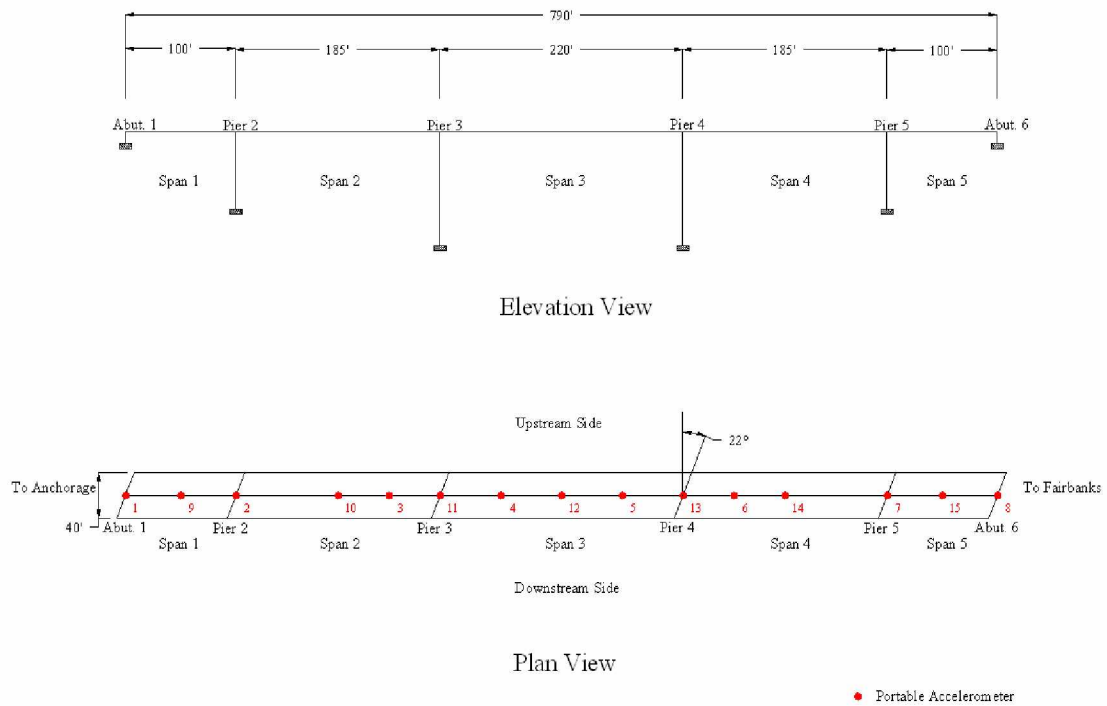 790'
100' 185' 220' 185' 100'
Abut. 1 Pier 2 Pier 3 Pier 4 Pier 5 Abut. 6
Span 1 Span 2 Span 3 Span 4 Span 5
Elevation View
Upstream Side
22°
To Anchorage To Fairbanks
1 9 2 10 3 11 4 12 5 13 6 14 7 15 8
40' Abut. 1 Pier 2 Pier 3 Pier 4 Pier 5 Abut. 6
Span 1 Span 2 Span 3 Span 4 Span 5
Downstream Side
Plan View
Portable Accelerometer